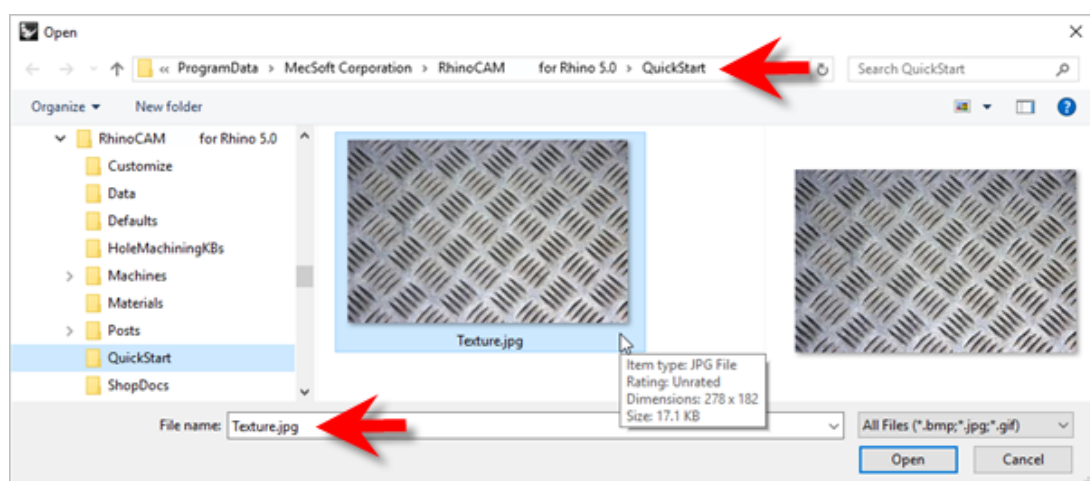 Open
« ProgramData > MecSoft Corporation > RhinoCAM for Rhino 5.0 > QuickStart
Search QuickStart
Organize
New folder
RhinoCAM for Rhino 5.0
Customize
Data
Defaults
HoleMachiningKBs
Machines
Materials
Posts
QuickStart
ShopDocs
Texture.jpg
Item type: JPG File
Rating: Unrated
Dimensions: 278 x 182
Size: 17.1 KB
File name: Texture.jpg
All Files (*.bmp;*.jpg;*.gif)
Open
Cancel